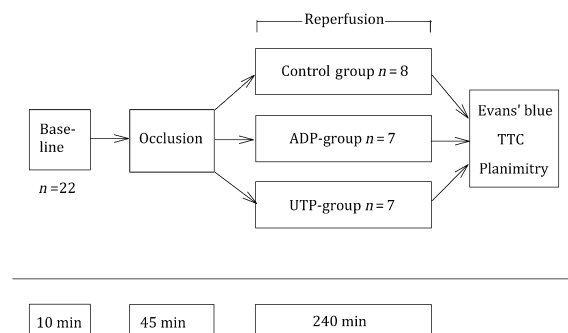 Reperfusion
Control group n = 8
Base-
line
Occlusion
ADP-group n = 7
Evans' blue
TTC
Planimitry
n =22
UTP-group n = 7
10 min
45 min
240 min